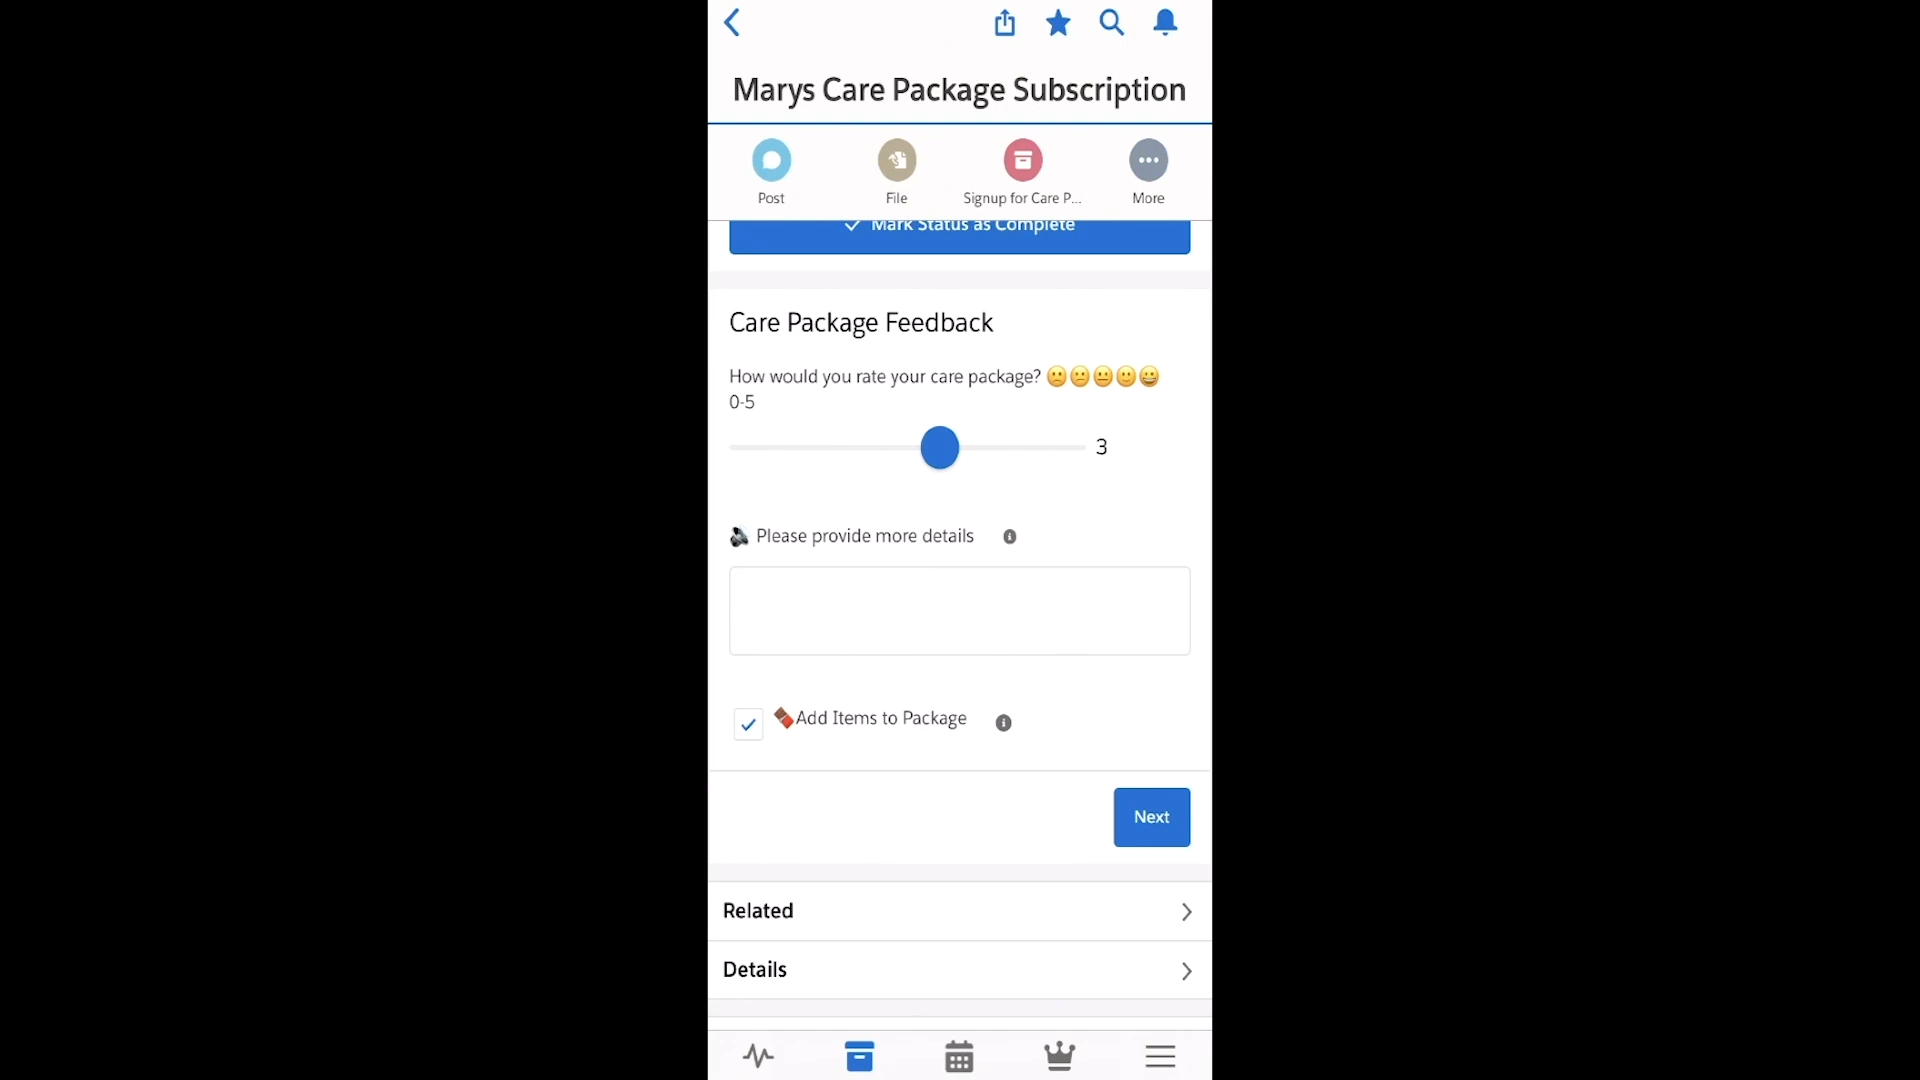 Marys Care Package Subscription
Post
File
Signup for Care P...
More
Mark Status as Complete
Care Package Feedback
How would you rate your care package? 🙁😕😐🙂😀
0-5
3
🔊 Please provide more details
🍫Add Items to Package
Next
Related
Details